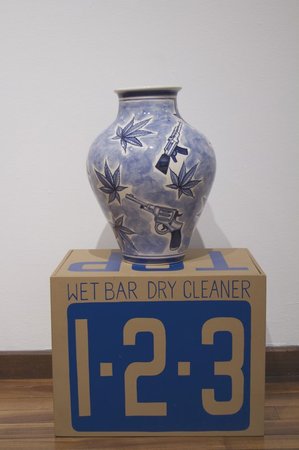 TOP
WET BAR DRY CLEANER
1·2·3